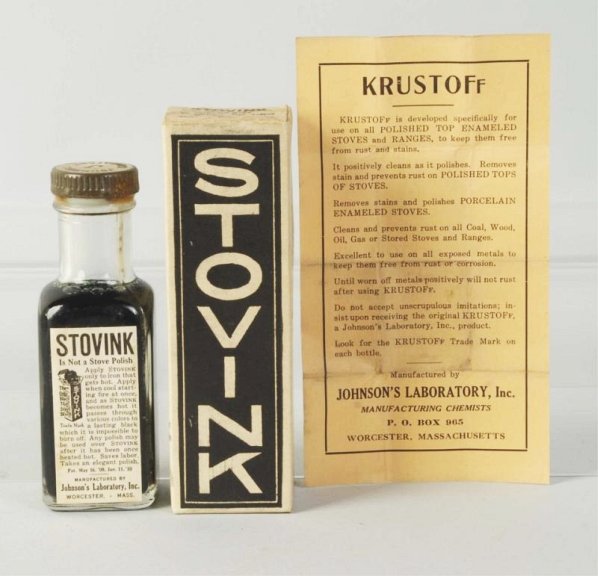 STOVINK
Is Not a Stove Polish
Apply STOVINK
only to iron that
gets hot. Apply
when cool start-
ing fire at once,
and as STOVINK
becomes hot it
passes through
various colors to
a lasting black
which it is
impossible to
burn off. Any polish may
be used over STOVINK
after it has been once
heated hot. Saves labor.
Takes an elegant polish.
Trade Mark
STOVINK
Pat. May
MANUFACTURED BY
Johnson's Laboratory, Inc.
WORCESTER, - MASS.
STOVINK
KRUSTOFF
KRUSTOFF is developed specifically for
use on all POLISHED TOP ENAMELED
STOVES and RANGES, to keep them free
from rust and stains.
It positively cleans as it polishes. Removes
stain and prevents rust on POLISHED TOPS
OF STOVES.
Removes stains and polishes PORCELAIN
ENAMELED STOVES.
Cleans and prevents rust on all Coal, Wood,
Oil, Gas or Stored Stoves and Ranges.
Excellent to use on all exposed metals to
keep them free from rust or corrosion.
Until worn off metals positively will not rust
after using KRUSTOFF.
Do not accept unscrupulous imitations; in-
sist upon receiving the original KRUSTOFF,
a Johnson's Laboratory, Inc., product.
Look for the KRUSTOFF Trade Mark on
each bottle.
Manufactured by
JOHNSON'S LABORATORY, Inc.
MANUFACTURING CHEMISTS
P. O. BOX 965
WORCESTER, MASSACHUSETTS